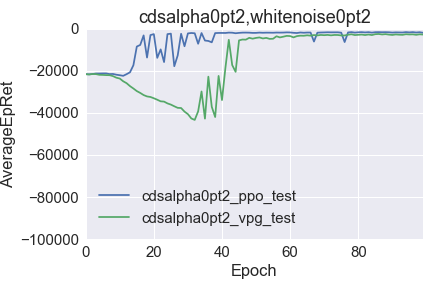 cdsalpha0pt2,whitenoise0pt2
AverageEpRet
0
−20000
−40000
−60000
−80000
−100000
cdsalpha0pt2_ppo_test
cdsalpha0pt2_vpg_test
0 20 40 60 80
Epoch